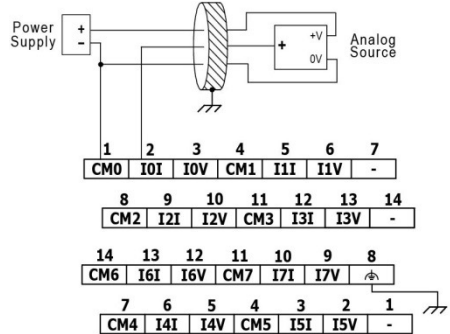 Power
Supply
+
-
+
+V
0V
Analog
Source
1 2 3 4 5 6 7
CM0 I0I I0V CM1 I1I I1V -
8 9 10 11 12 13 14
CM2 I2I I2V CM3 I3I I3V -
14 13 12 11 10 9 8
CM6 I6I I6V CM7 I7I I7V
7 6 5 4 3 2 1
CM4 I4I I4V CM5 I5I I5V -